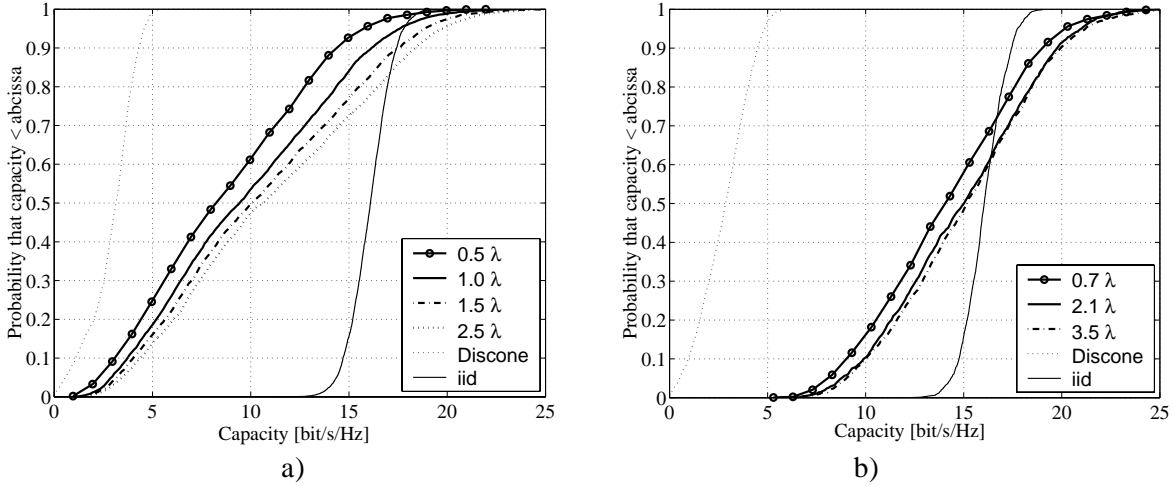 Probability that capacity < abcissa
1
0.9
0.8
0.7
0.6
0.5
0.4
0.3
0.2
0.1
0
0 5 10 15 20 25
Capacity [bit/s/Hz]
0.5 λ
1.0 λ
1.5 λ
2.5 λ
Discone
iid
a)
Probability that capacity < abcissa
1
0.9
0.8
0.7
0.6
0.5
0.4
0.3
0.2
0.1
0
0 5 10 15 20 25
Capacity [bit/s/Hz]
0.7 λ
2.1 λ
3.5 λ
Discone
iid
b)